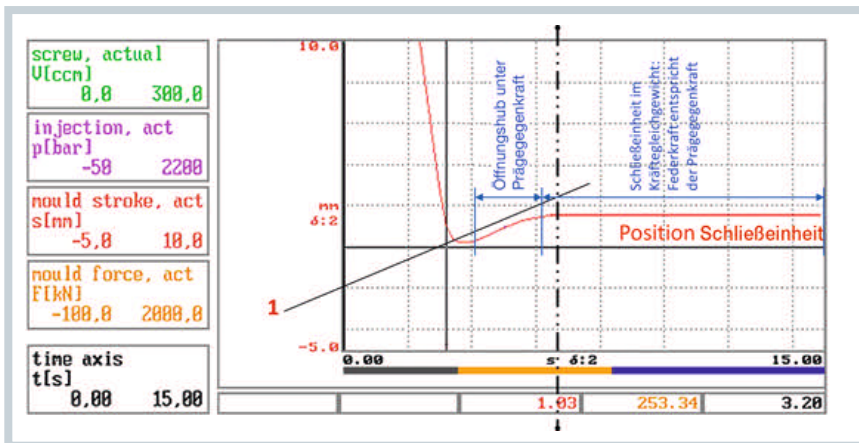 screw, actual
V[ccm]
0,0 300,0
injection, act
p[bar]
-50 2200
mould stroke, act
s[mm]
-5,0 10,0
mould force, act
F[kN]
-100,0 2000,0
time axis
t[s]
0,00 15,00
10.0
mm
δ:2
-5.0
Öffnungshub unter
Prägegegenkraft
Schließeinheit im
Kräftegleichgewicht:
Federkraft entspricht
der Prägegegenkraft
Position Schließeinheit
1
0.00 s δ:2 15.00
1.03 253.34 3.20